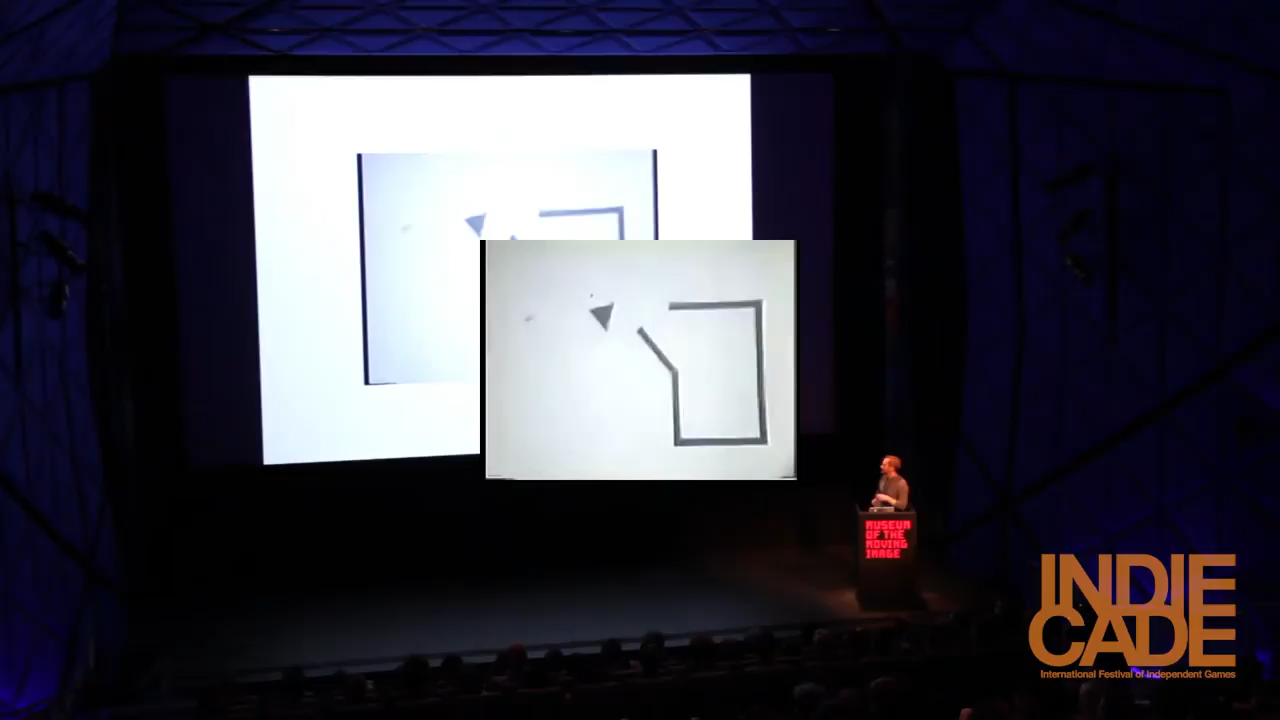 MUSEUM
OF THE
MOVING
IMAGE
INDIE
CADE
International Festival of Independent Games